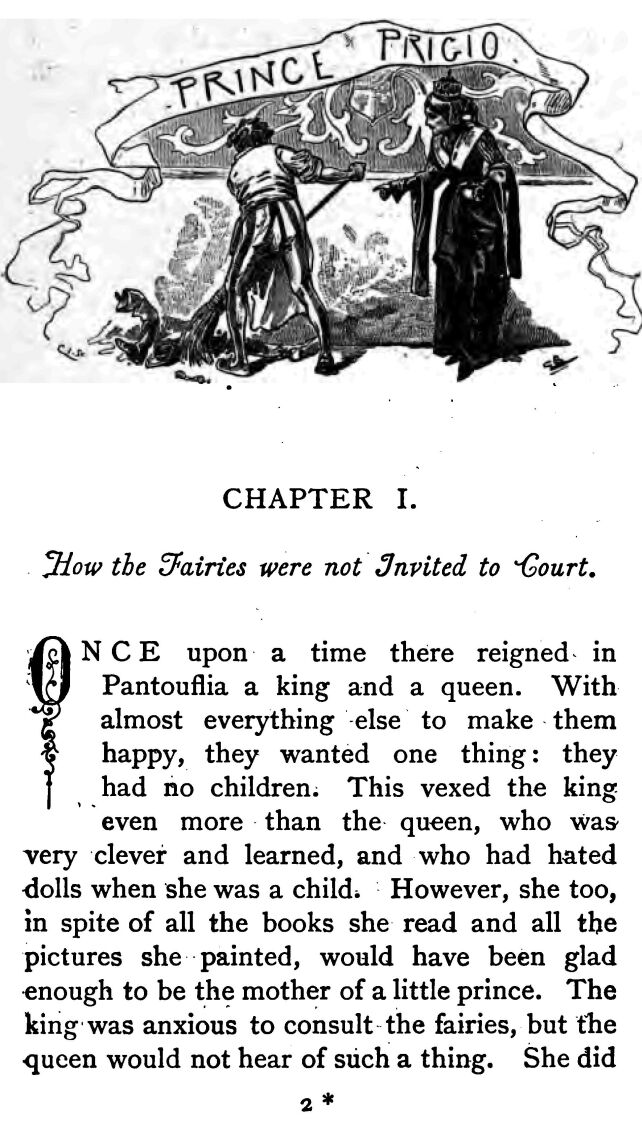 PRINCE PRIGIO
CHAPTER I.
How the Fairies were not Invited to Court.
ONCE upon a time there reigned in
Pantouflia a king and a queen. With
almost everything else to make them
happy, they wanted one thing: they
had no children. This vexed the king
even more than the queen, who was
very clever and learned, and who had hated
dolls when she was a child. However, she too,
in spite of all the books she read and all the
pictures she painted, would have been glad
enough to be the mother of a little prince. The
king was anxious to consult the fairies, but the
queen would not hear of such a thing. She did
2 *